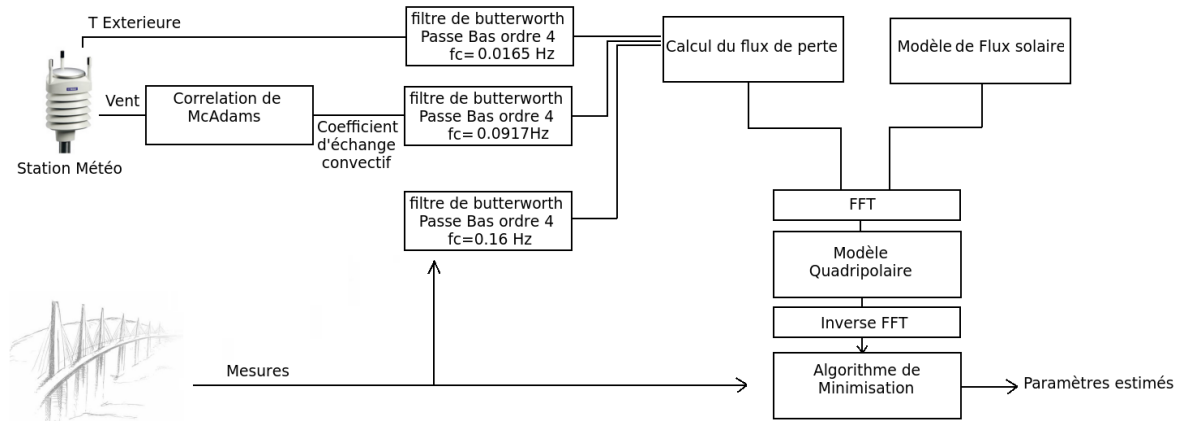 T Exterieure
filtre de butterworth
Passe Bas ordre 4
fc= 0.0165 Hz
Calcul du flux de perte
Modèle de Flux solaire
Vent
Correlation de
McAdams
Coefficient
d'échange
convectif
filtre de butterworth
Passe Bas ordre 4
fc= 0.0917Hz
Station Météo
filtre de butterworth
Passe Bas ordre 4
fc=0.16 Hz
FFT
Modèle
Quadripolaire
Inverse FFT
Mesures
Algorithme de
Minimisation
Paramètres estimés